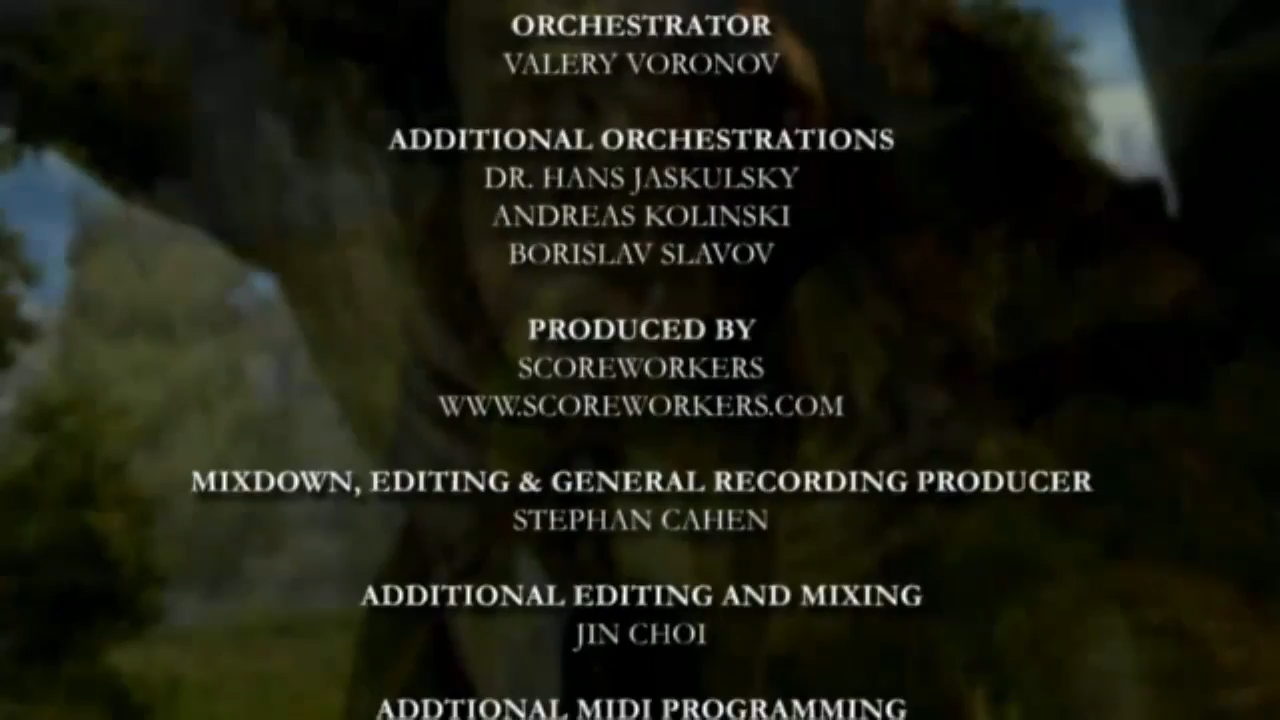 ORCHESTRATOR
VALERY VORONOV
ADDITIONAL ORCHESTRATIONS
DR. HANS JASKULSKY
ANDREAS KOLINSKI
BORISLAV SLAVOV
PRODUCED BY
SCOREWORKERS
WWW.SCOREWORKERS.COM
MIXDOWN, EDITING & GENERAL RECORDING PRODUCER
STEPHAN CAHEN
ADDITIONAL EDITING AND MIXING
JIN CHOI
ADDTIONAL MIDI PROGRAMMING